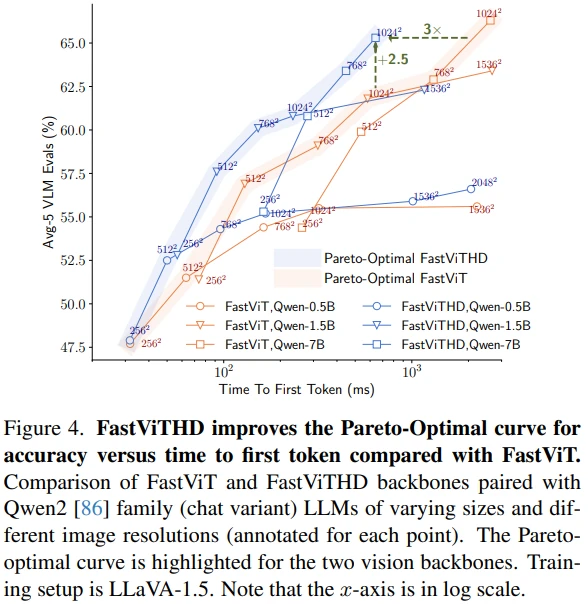 1024²
65.0
1024²
3×
768²
+2.5
1536²
768²
62.5
1024²
1536²
1024²
512²
60.0
768²
512²
768²
512²
57.5
512²
2048²
256²
1536²
1536²
55.0
768²
1024²
1024²
768²
256²
512²
256²
52.5
512²
256²
50.0
47.5
256²
256²
Avg-5 VLM Evals (%)
Pareto-Optimal FastViTHD
Pareto-Optimal FastViT
FastViT,Qwen-0.5B
FastViTHD,Qwen-0.5B
FastViT,Qwen-1.5B
FastViTHD,Qwen-1.5B
FastViT,Qwen-7B
FastViTHD,Qwen-7B
10²
10³
Time To First Token (ms)
Figure 4. FastViTHD improves the Pareto-Optimal curve for
accuracy versus time to first token compared with FastViT.
Comparison of FastViT and FastViTHD backbones paired with
Qwen2 [86] family (chat variant) LLMs of varying sizes and dif-
ferent image resolutions (annotated for each point). The Pareto-
optimal curve is highlighted for the two vision backbones. Train-
ing setup is LLaVA-1.5. Note that the x-axis is in log scale.